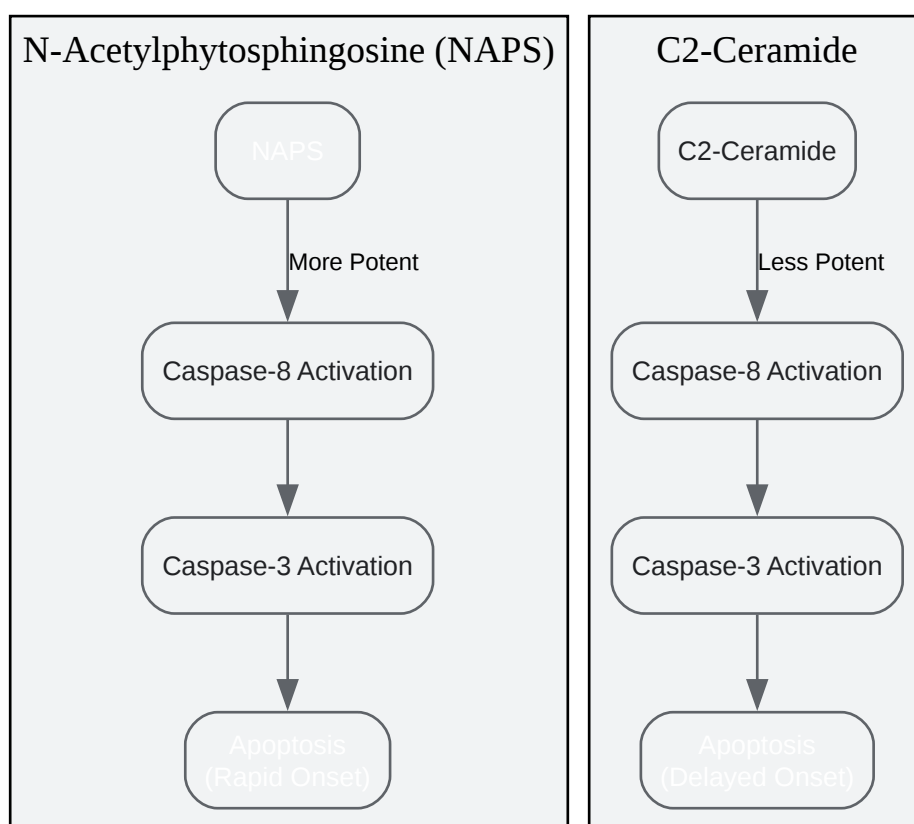 N-Acetylphytosphingosine (NAPS)
NAPS
More Potent
Caspase-8 Activation
Caspase-3 Activation
Apoptosis
(Rapid Onset)
C2-Ceramide
C2-Ceramide
Less Potent
Caspase-8 Activation
Caspase-3 Activation
Apoptosis
(Delayed Onset)